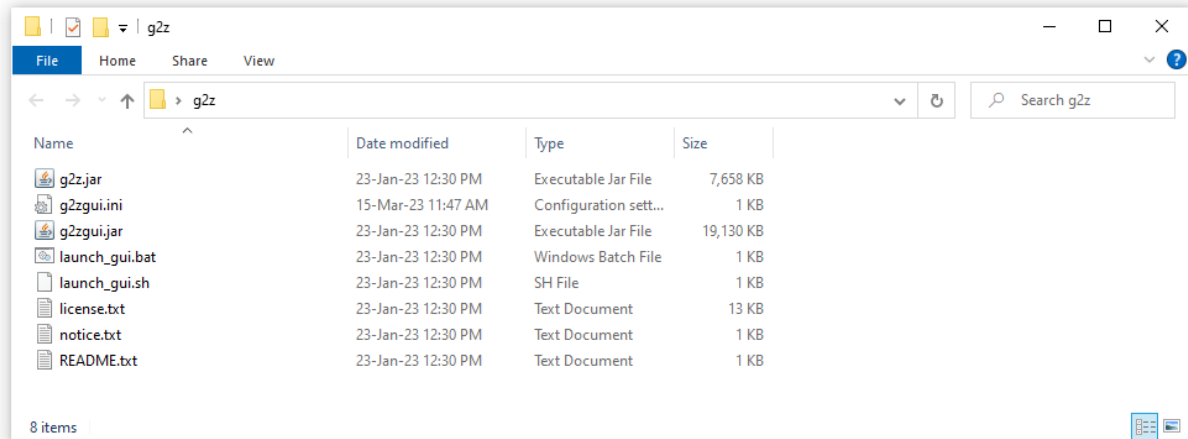 g2z
File Home Share View ?
g2z Search g2z
Name Date modified Type Size
g2z.jar 23-Jan-23 12:30 PM Executable Jar File 7,658 KB
g2zgui.ini 15-Mar-23 11:47 AM Configuration sett... 1 KB
g2zgui.jar 23-Jan-23 12:30 PM Executable Jar File 19,130 KB
launch_gui.bat 23-Jan-23 12:30 PM Windows Batch File 1 KB
launch_gui.sh 23-Jan-23 12:30 PM SH File 1 KB
license.txt 23-Jan-23 12:30 PM Text Document 13 KB
notice.txt 23-Jan-23 12:30 PM Text Document 1 KB
README.txt 23-Jan-23 12:30 PM Text Document 1 KB
8 items